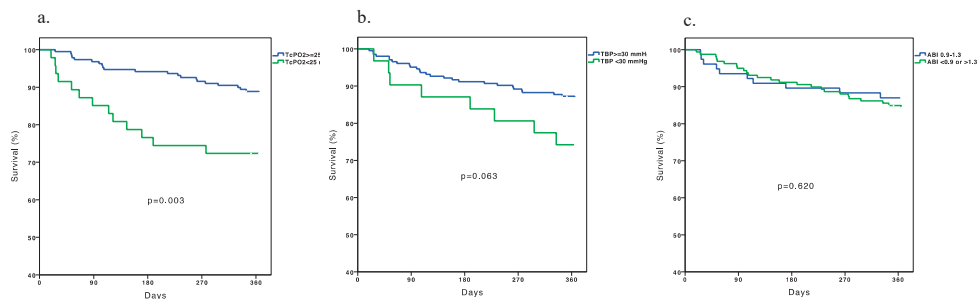 a.
TcPO2>=25
TcPO2<25
100
90
80
70
60
50
40
Survival (%)
p=0.003
0
90
180
270
360
Days
b.
TBP>=30 mmH
TBP <30 mmHg
100
90
80
70
60
50
40
Survival (%)
p=0.063
0
90
180
270
360
Days
c.
ABI 0.9-1.3
ABI <0.9 or >1.3
100
90
80
70
60
50
40
Survival (%)
p=0.620
0
90
180
270
360
Days